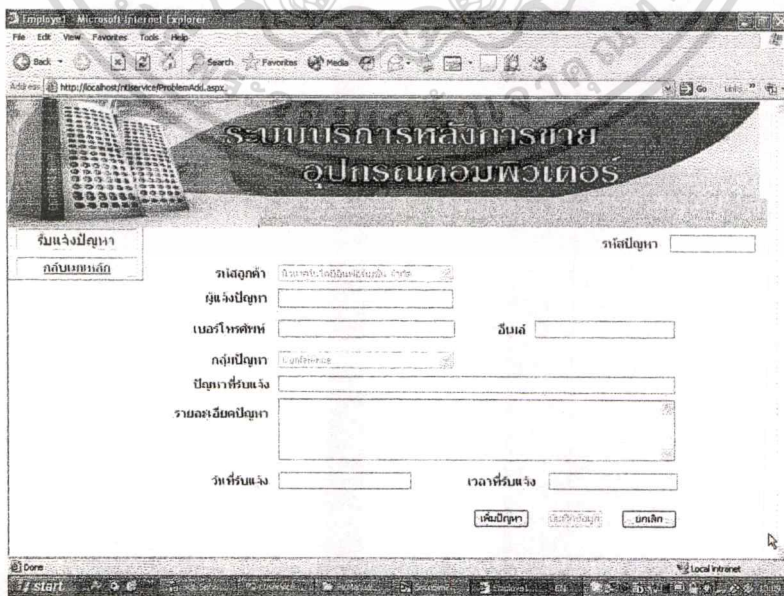 Employe1 - Microsoft Internet Explorer
File Edit View Favorites Tools Help
Back Search Favorites Media
Address http://localhost/ntiservice/ProblemAdd.aspx Go Links
ระบบบริการหลังการขาย
อุปกรณ์คอมพิวเตอร์
รับแจ้งปัญหา
กลับเมนูหลัก
รหัสปัญหา
รหัสลูกค้า
ผู้แจ้งปัญหา
เบอร์โทรศัพท์ อีเมล์
กลุ่มปัญหา Conference
ปัญหาที่รับแจ้ง
รายละเอียดปัญหา
วันที่รับแจ้ง เวลาที่รับแจ้ง
เพิ่มปัญหา บันทึกข้อมูล ยกเลิก
Done Local intranet
start